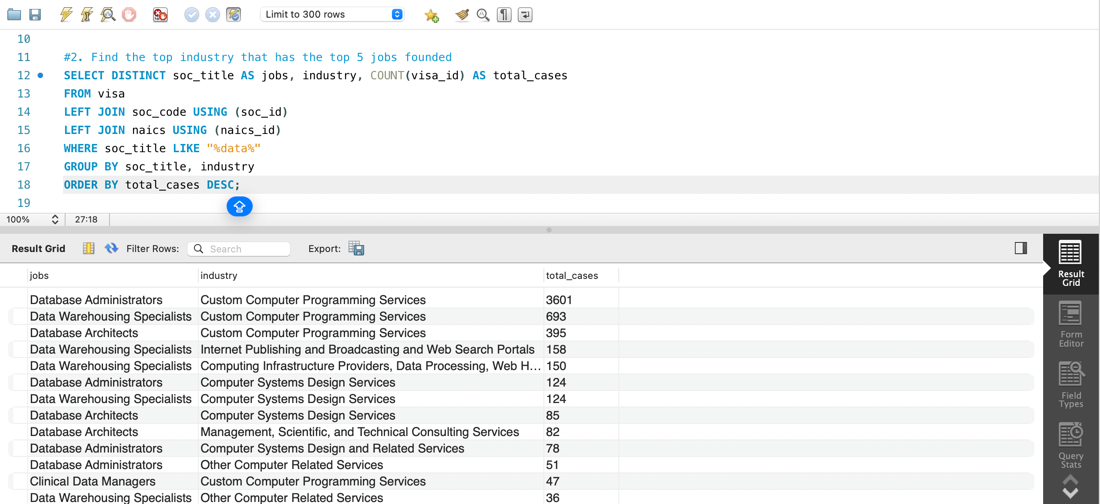 Limit to 300 rows
10
11 #2. Find the top industry that has the top 5 jobs founded
12 SELECT DISTINCT soc_title AS jobs, industry, COUNT(visa_id) AS total_cases
13 FROM visa
14 LEFT JOIN soc_code USING (soc_id)
15 LEFT JOIN naics USING (naics_id)
16 WHERE soc_title LIKE "%data%"
17 GROUP BY soc_title, industry
18 ORDER BY total_cases DESC;
19
100% 27:18
Result Grid Filter Rows: Search Export:
jobs industry total_cases
Database Administrators Custom Computer Programming Services 3601
Data Warehousing Specialists Custom Computer Programming Services 693
Database Architects Custom Computer Programming Services 395
Data Warehousing Specialists Internet Publishing and Broadcasting and Web Search Portals 158
Data Warehousing Specialists Computing Infrastructure Providers, Data Processing, Web H... 150
Database Administrators Computer Systems Design Services 124
Data Warehousing Specialists Computer Systems Design Services 124
Database Architects Computer Systems Design Services 85
Database Architects Management, Scientific, and Technical Consulting Services 82
Database Administrators Computer Systems Design and Related Services 78
Database Administrators Other Computer Related Services 51
Clinical Data Managers Custom Computer Programming Services 47
Data Warehousing Specialists Other Computer Related Services 36
Result
Grid
Form
Editor
Field
Types
Query
Stats